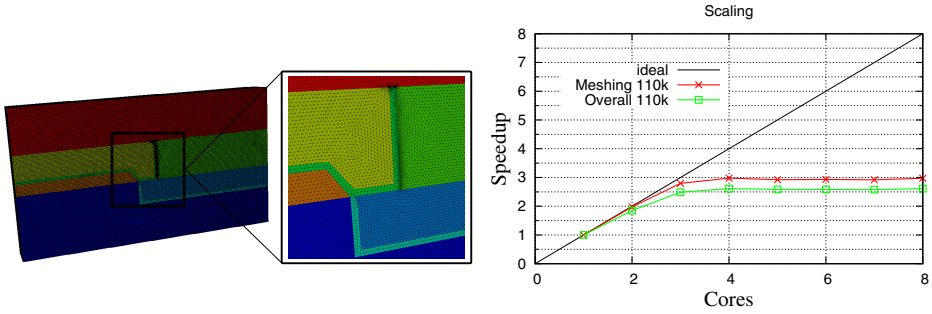 Scaling
8
7
6
5
4
3
2
1
0
ideal
Meshing 110k
Overall 110k
Speedup
0 2 4 6 8
Cores